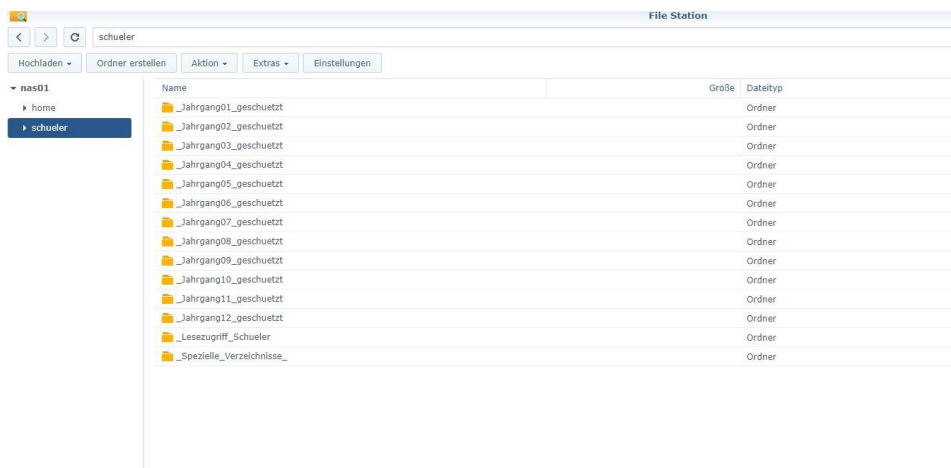 File Station
schueler
Hochladen Ordner erstellen Aktion Extras Einstellungen
nas01
home
schueler
Name Größe Dateityp
_Jahrgang01_geschuetzt Ordner
_Jahrgang02_geschuetzt Ordner
_Jahrgang03_geschuetzt Ordner
_Jahrgang04_geschuetzt Ordner
_Jahrgang05_geschuetzt Ordner
_Jahrgang06_geschuetzt Ordner
_Jahrgang07_geschuetzt Ordner
_Jahrgang08_geschuetzt Ordner
_Jahrgang09_geschuetzt Ordner
_Jahrgang10_geschuetzt Ordner
_Jahrgang11_geschuetzt Ordner
_Jahrgang12_geschuetzt Ordner
_Lesezugriff_Schueler Ordner
_Spezielle_Verzeichnisse_ Ordner